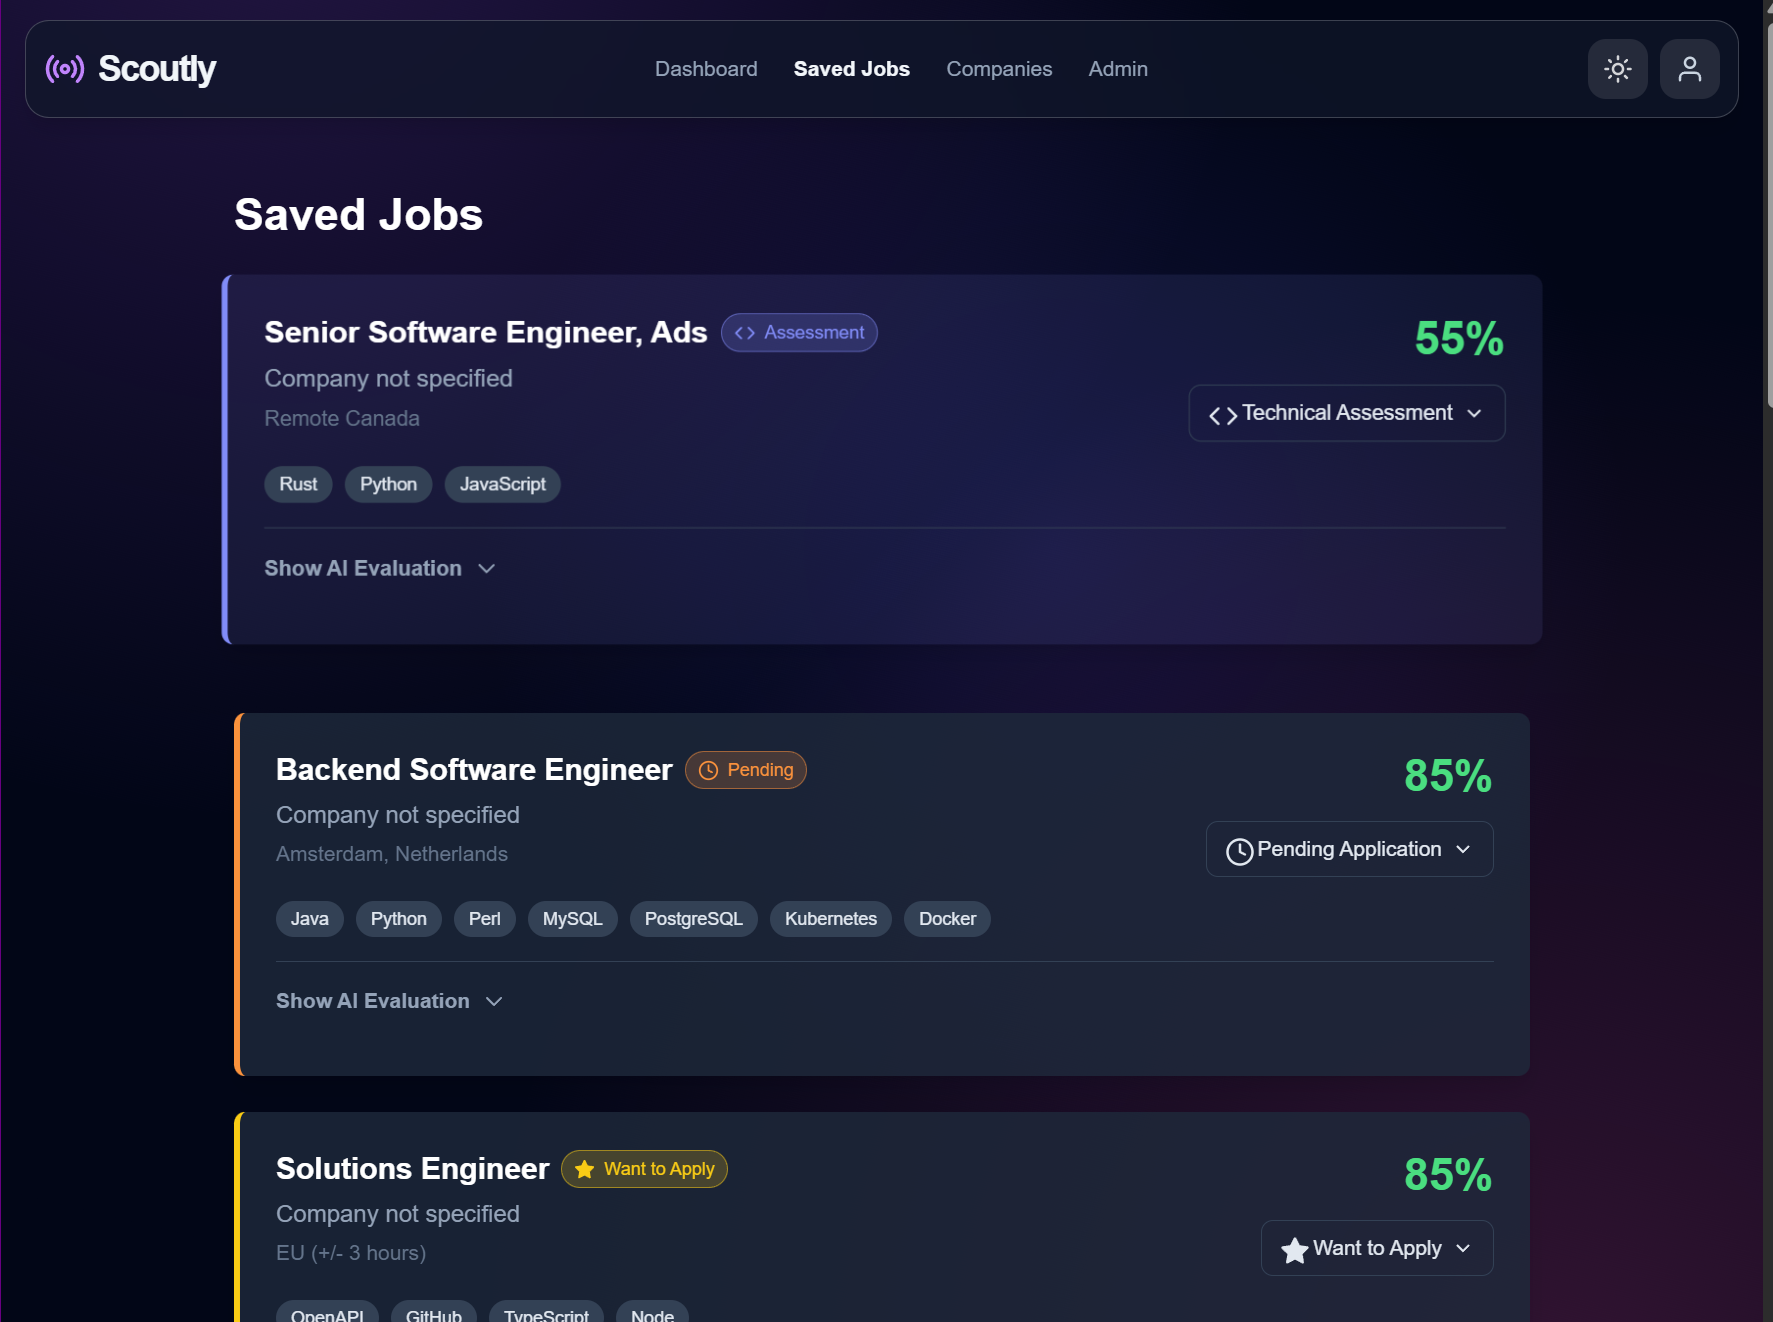 Scoutly
Dashboard Saved Jobs Companies Admin
Saved Jobs
Senior Software Engineer, Ads Assessment
55%
Company not specified
Remote Canada
Technical Assessment
Rust Python JavaScript
Show AI Evaluation
Backend Software Engineer Pending
85%
Company not specified
Amsterdam, Netherlands
Pending Application
Java Python Perl MySQL PostgreSQL Kubernetes Docker
Show AI Evaluation
Solutions Engineer Want to Apply
85%
Company not specified
EU (+/- 3 hours)
Want to Apply
OpenAPI GitHub TypeScript Node